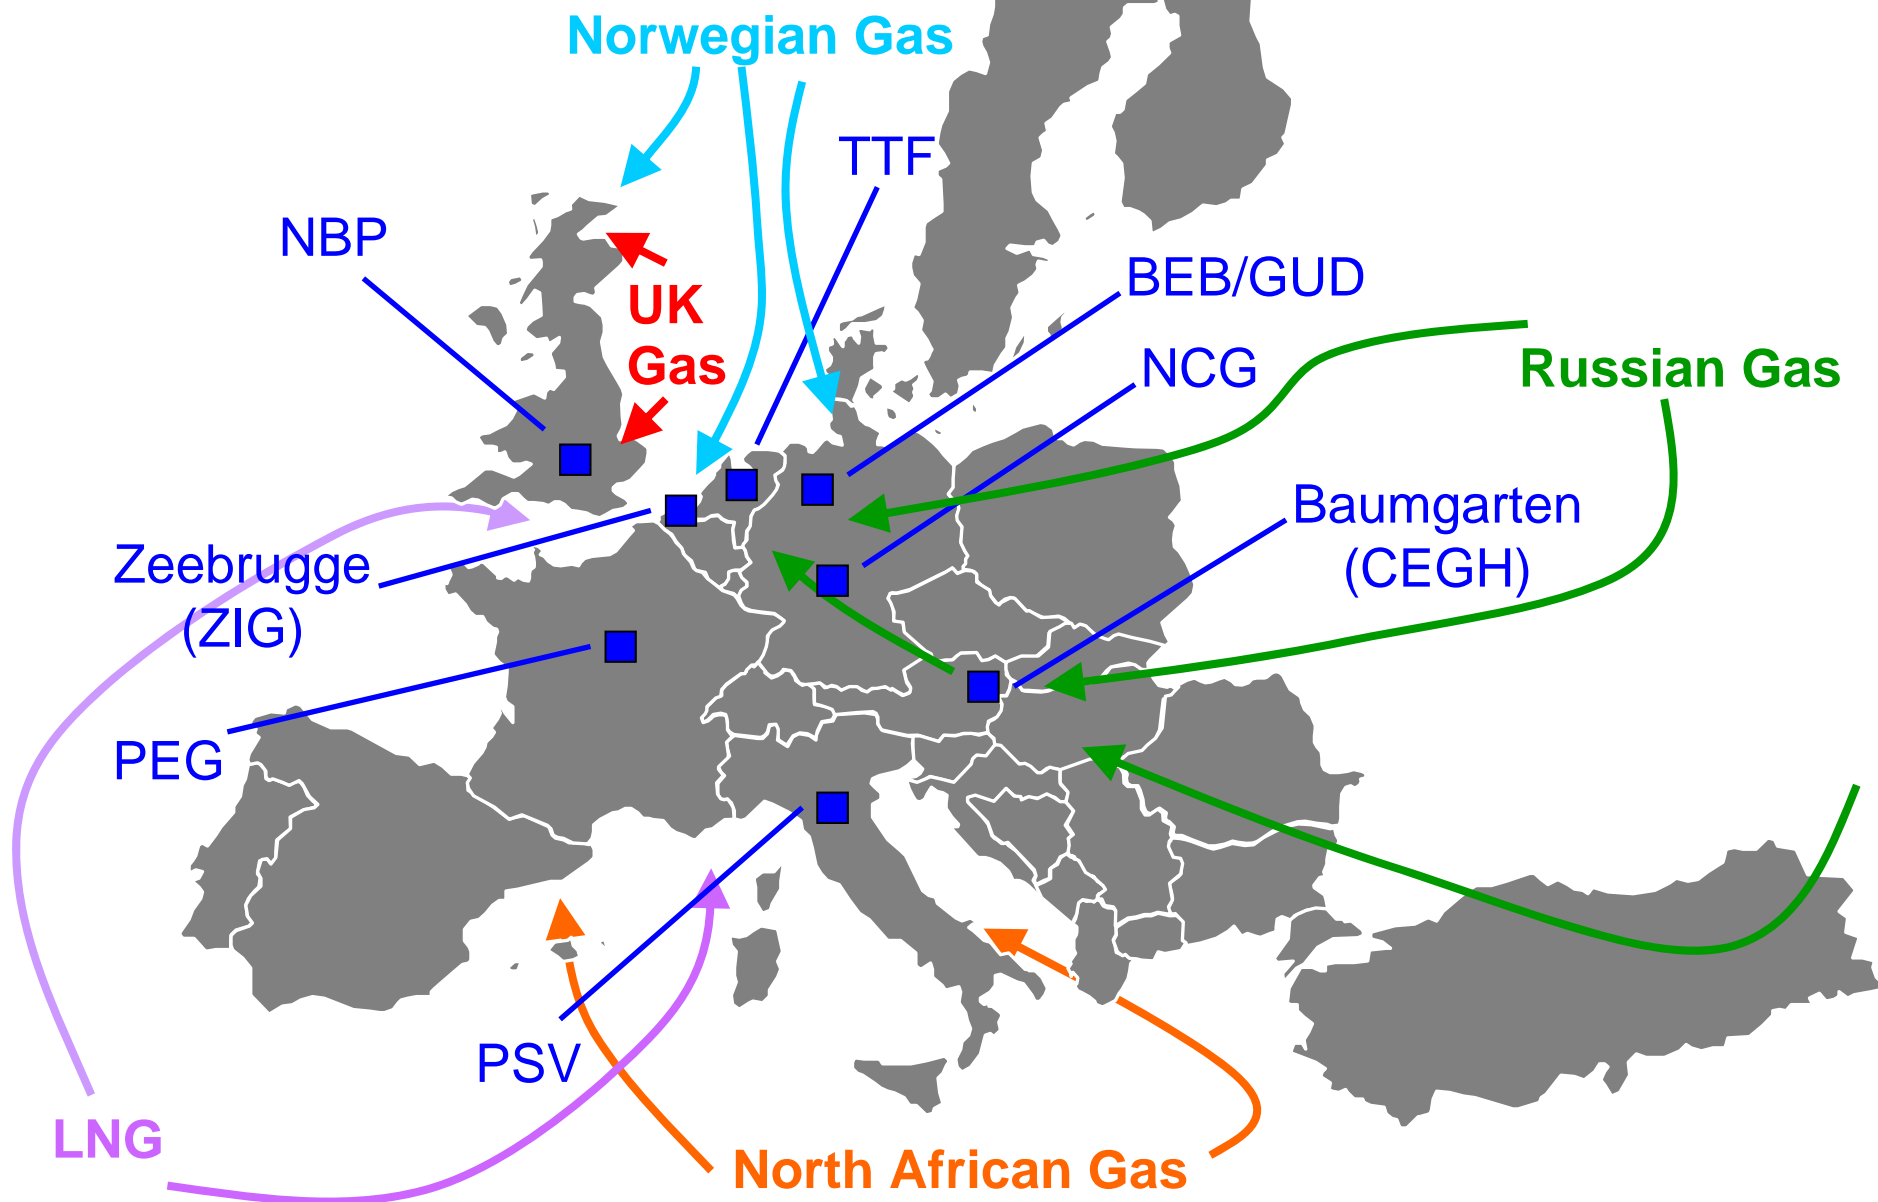 Norwegian Gas
TTF
NBP
BEB/GUD
UK
Gas
NCG
Russian Gas
Baumgarten
(CEGH)
Zeebrugge
(ZIG)
PEG
PSV
LNG
North African Gas